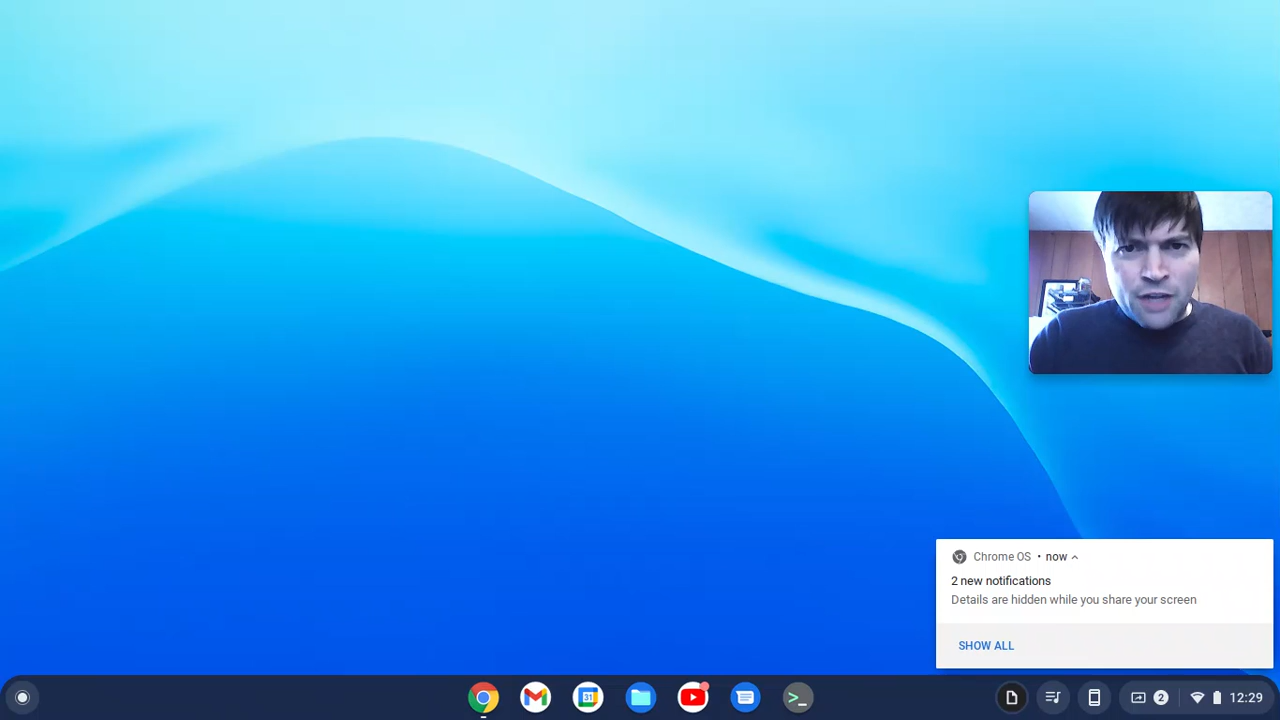 Chrome OS • now
2 new notifications
Details are hidden while you share your screen
SHOW ALL
31
2
12:29